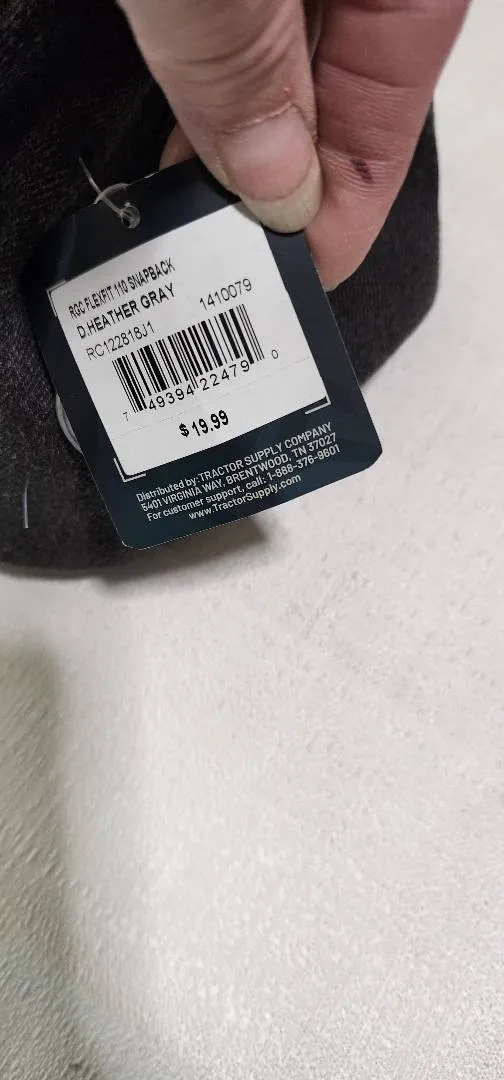 RGC FLEXFIT 110 SNAPBACK
D.HEATHER GRAY
RC122818J1 1410079
7 49394 22479 0
$19.99
Distributed by: TRACTOR SUPPLY COMPANY
5401 VIRGINIA WAY, BRENTWOOD, TN 37027
For customer support, call: 1-888-376-9601
www.TractorSupply.com